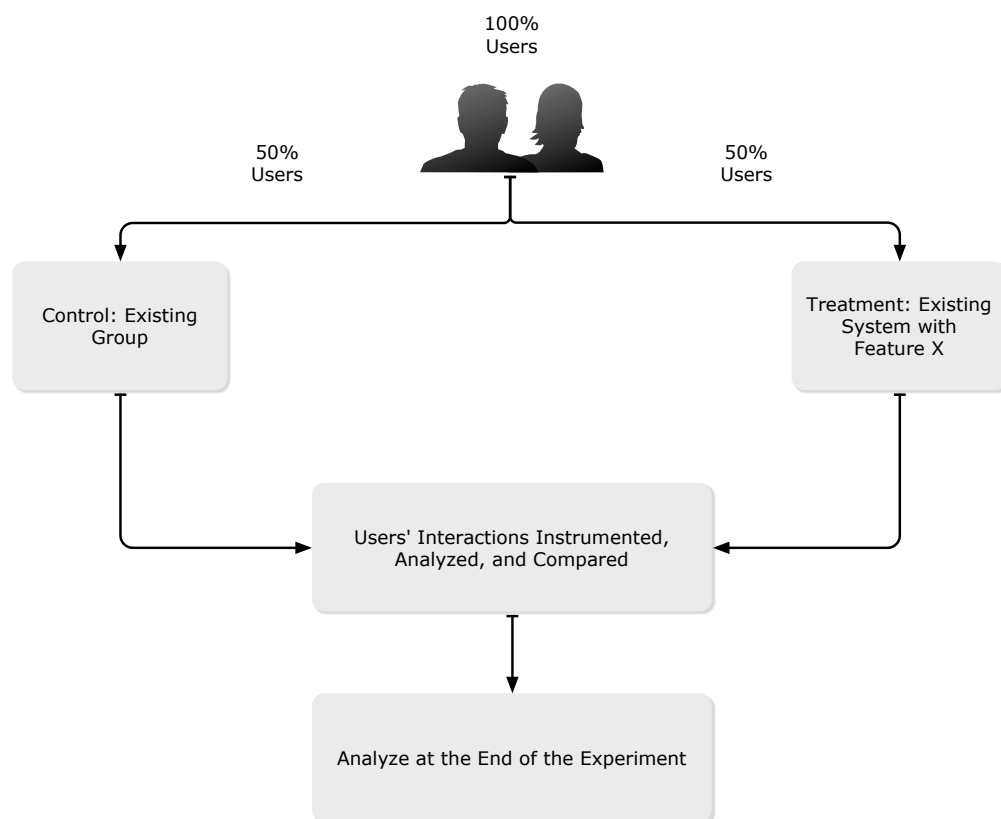 100%
Users
50%
Users
50%
Users
Control: Existing
Group
Treatment: Existing
System with
Feature X
Users' Interactions Instrumented,
Analyzed, and Compared
Analyze at the End of the Experiment